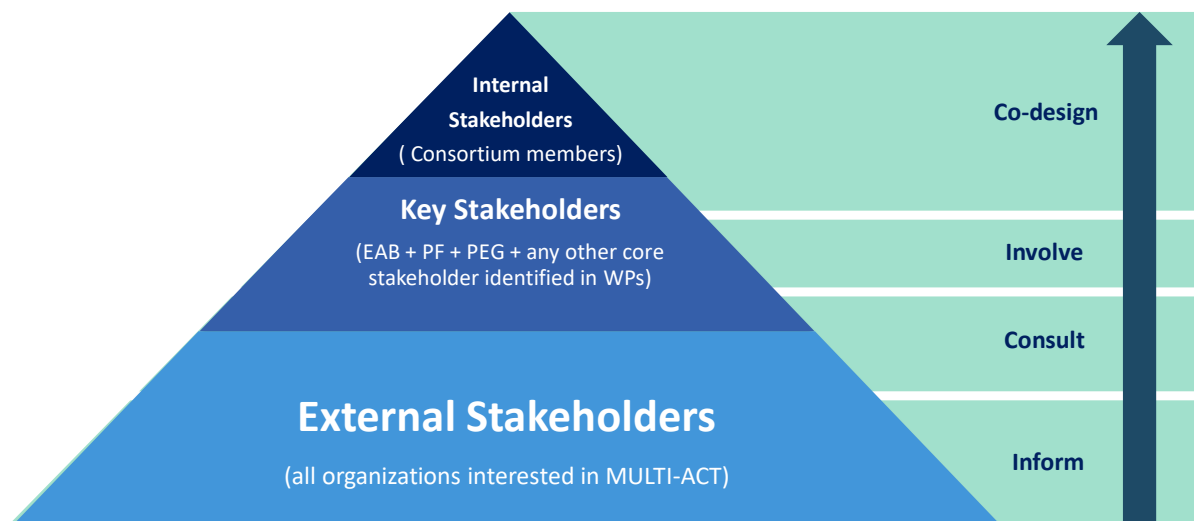 Internal
Stakeholders
( Consortium members)
Key Stakeholders
(EAB + PF + PEG + any other core
stakeholder identified in WPs)
External Stakeholders
(all organizations interested in MULTI-ACT)
Co-design
Involve
Consult
Inform